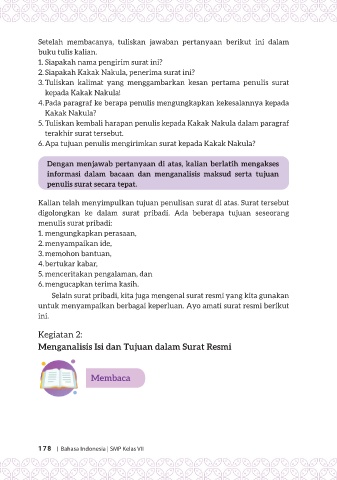 Setelah membacanya, tuliskan jawaban pertanyaan berikut ini dalam
buku tulis kalian.
1. Siapakah nama pengirim surat ini?
2. Siapakah Kakak Nakula, penerima surat ini?
3. Tuliskan kalimat yang menggambarkan kesan pertama penulis surat
kepada Kakak Nakula!
4. Pada paragraf ke berapa penulis mengungkapkan kekesalannya kepada
Kakak Nakula?
5. Tuliskan kembali harapan penulis kepada Kakak Nakula dalam paragraf
terakhir surat tersebut.
6. Apa tujuan penulis mengirimkan surat kepada Kakak Nakula?
Dengan menjawab pertanyaan di atas, kalian berlatih mengakses
informasi dalam bacaan dan menganalisis maksud serta tujuan
penulis surat secara tepat.
Kalian telah menyimpulkan tujuan penulisan surat di atas. Surat tersebut
digolongkan ke dalam surat pribadi. Ada beberapa tujuan seseorang
menulis surat pribadi:
1. mengungkapkan perasaan,
2. menyampaikan ide,
3. memohon bantuan,
4. bertukar kabar,
5. menceritakan pengalaman, dan
6. mengucapkan terima kasih.
Selain surat pribadi, kita juga mengenal surat resmi yang kita gunakan
untuk menyampaikan berbagai keperluan. Ayo amati surat resmi berikut
ini.
Kegiatan 2:
Menganalisis Isi dan Tujuan dalam Surat Resmi
Membaca
178 | Bahasa Indonesia | SMP Kelas VII